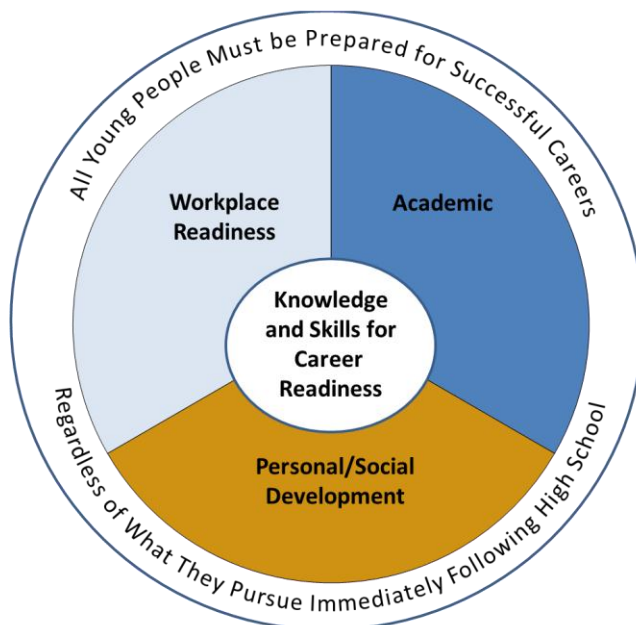 All Young People Must be Prepared for Successful Careers
Workplace
Readiness
Academic
Knowledge
and Skills for
Career
Readiness
Personal/Social
Development
Regardless of What They Pursue Immediately Following High School